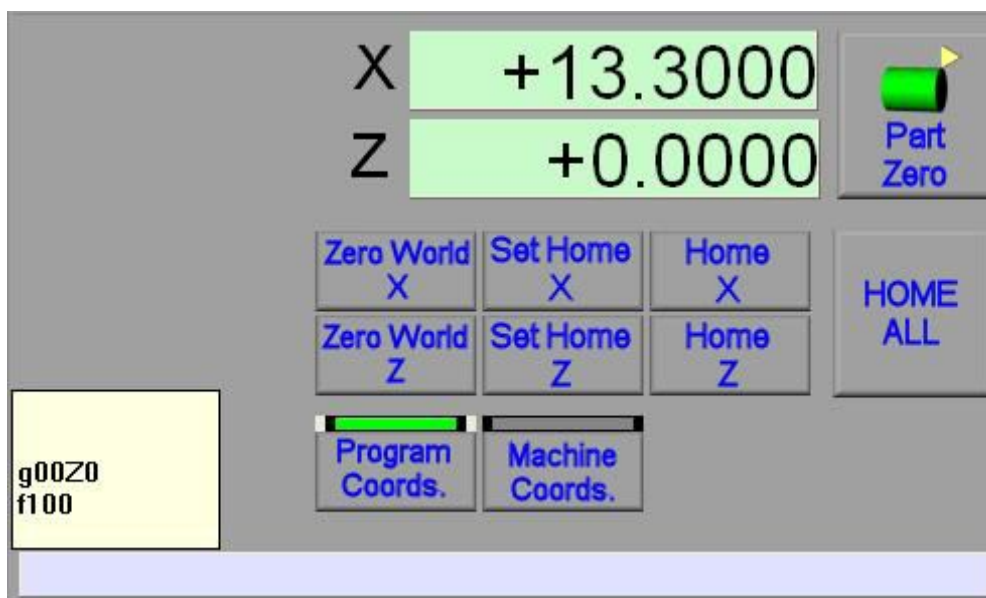 X +13.3000
Part
Zero
Z +0.0000
Zero World
X
Set Home
X
Home
X
HOME
ALL
Zero World
Z
Set Home
Z
Home
Z
Program
Coords.
Machine
Coords.
g00Z0
f100